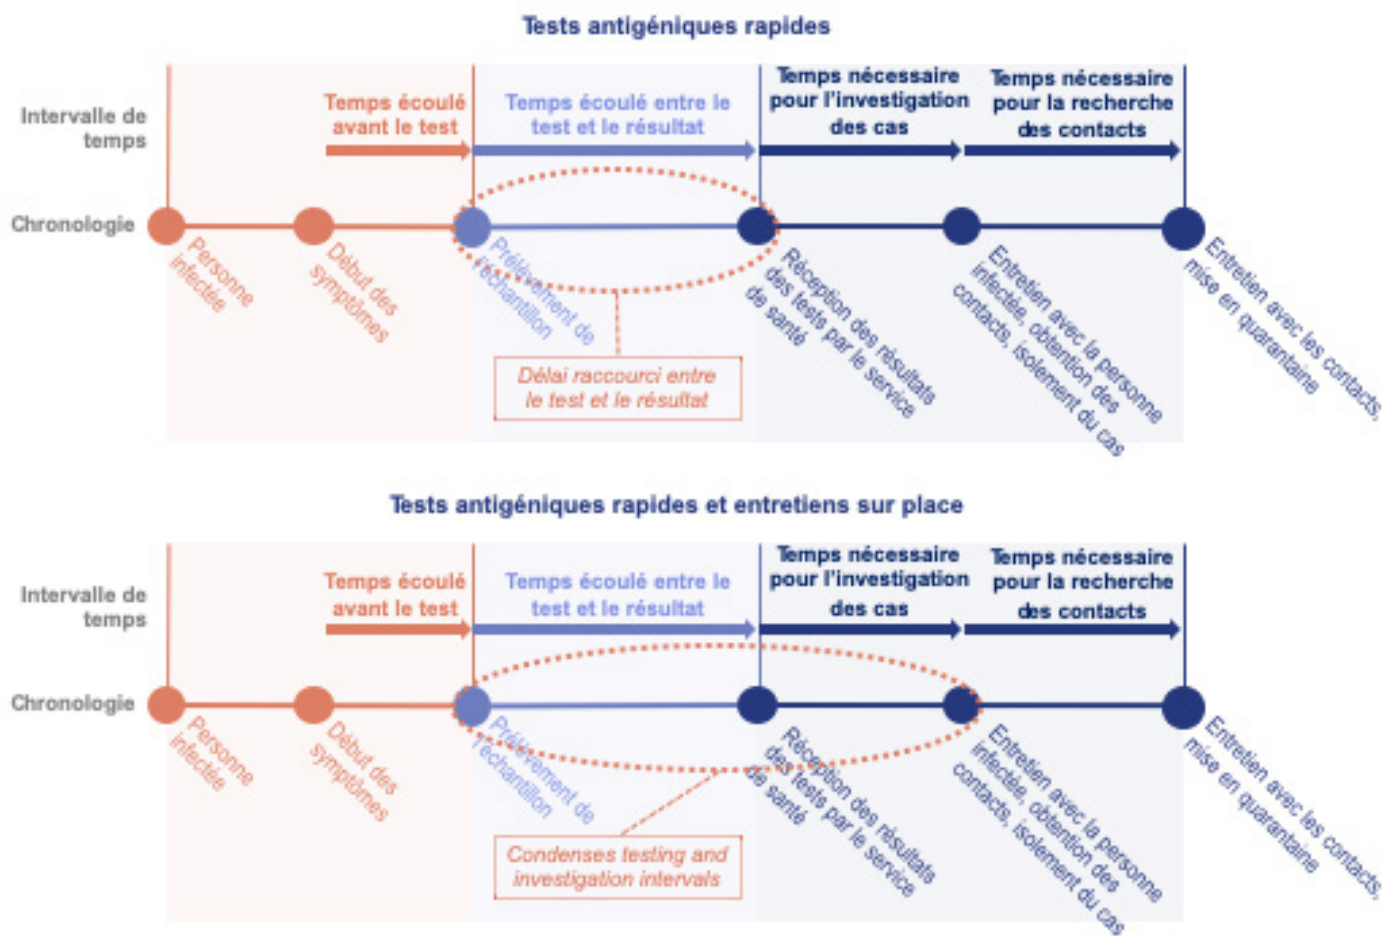 Tests antigéniques rapides
Intervalle de
temps
Temps écoulé
avant le test
Temps écoulé entre le
test et le résultat
Temps nécessaire
pour l'investigation
des cas
Temps nécessaire
pour la recherche
des contacts
Chronologie
Personne
infectée
Début des
symptômes
Prélèvement de
l'échantillon
Réception des résultats
des tests par le service
de santé
Entretien avec la personne
infectée, obtention des
contacts, isolement du cas
Entretien avec les contacts,
mise en quarantaine
Délai raccourci entre
le test et le résultat
Tests antigéniques rapides et entretiens sur place
Intervalle de
temps
Temps écoulé
avant le test
Temps écoulé entre le
test et le résultat
Temps nécessaire
pour l'investigation
des cas
Temps nécessaire
pour la recherche
des contacts
Chronologie
Personne
infectée
Début des
symptômes
Prélèvement de
l'échantillon
Réception des résultats
des tests par le service
de santé
Entretien avec la personne
infectée, obtention des
contacts, isolement du cas
Entretien avec les contacts,
mise en quarantaine
Condenses testing and
investigation intervals